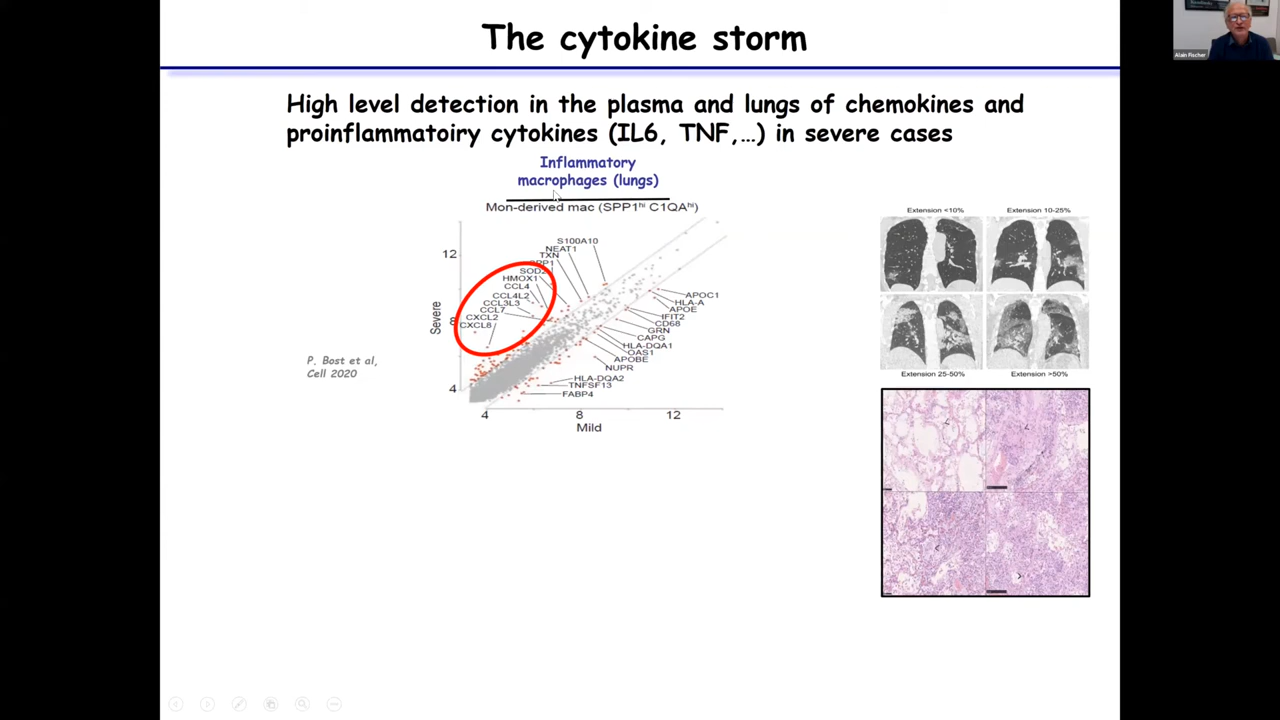 The cytokine storm
Alain Fischer
High level detection in the plasma and lungs of chemokines and
proinflammatoiry cytokines (IL6, TNF,…) in severe cases
Inflammatory
macrophages (lungs)
Mon-derived mac (SPP1hi C1QAhi)
12
8
4
Severe
S100A10
NEAT1
TXN
SPP1
SOD2
HMOX1
CCL4
CCL4L2
CCL3L3
CCL7
CXCL2
CXCL8
APOC1
HLA-A
APOE
IFIT2
CD68
GRN
CAPG
HLA-DQA1
OAS1
APOBE
NUPR
HLA-DQA2
TNFSF13
FABP4
4
8
12
Mild
P. Bost et al,
Cell 2020
Extension <10%
Extension 10-25%
Extension 25-50%
Extension >50%